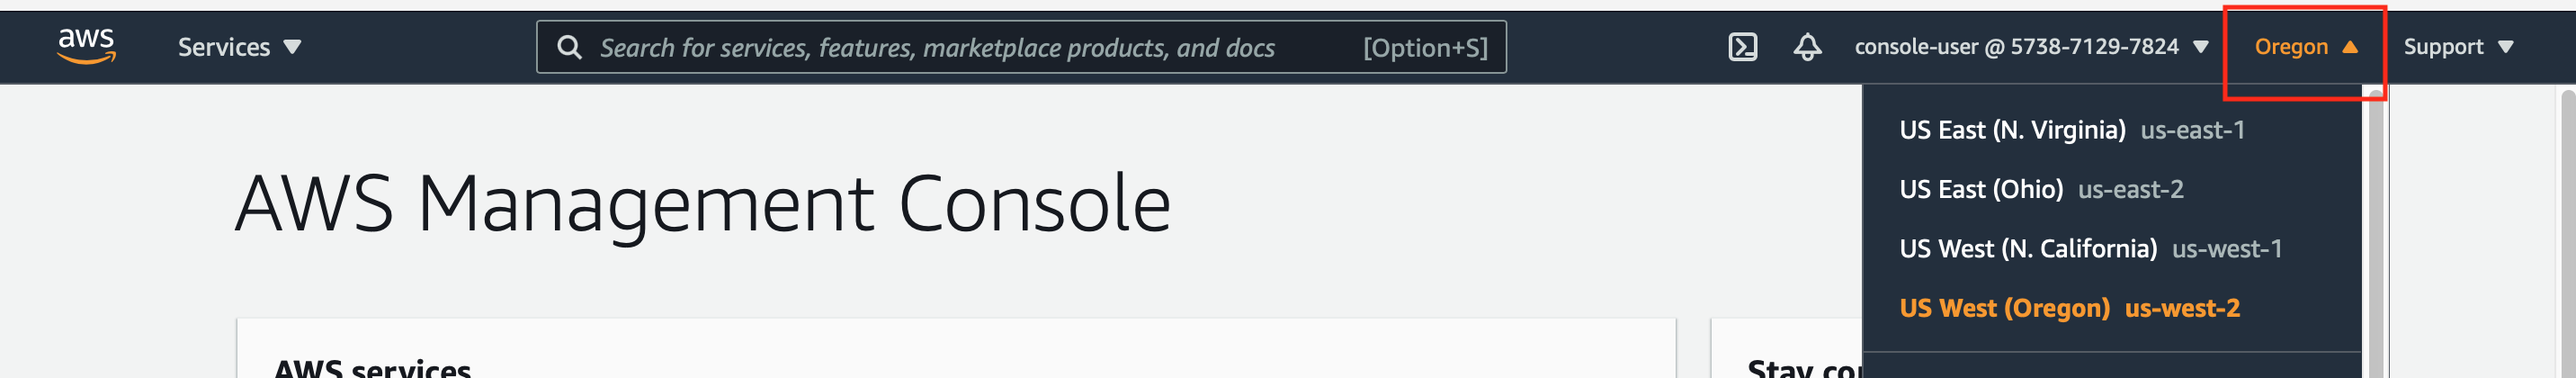 aws Services Search for services, features, marketplace products, and docs [Option+S] console-user @ 5738-7129-7824 Oregon Support
US East (N. Virginia) us-east-1
US East (Ohio) us-east-2
US West (N. California) us-west-1
US West (Oregon) us-west-2
AWS Management Console
AWS services
Stay